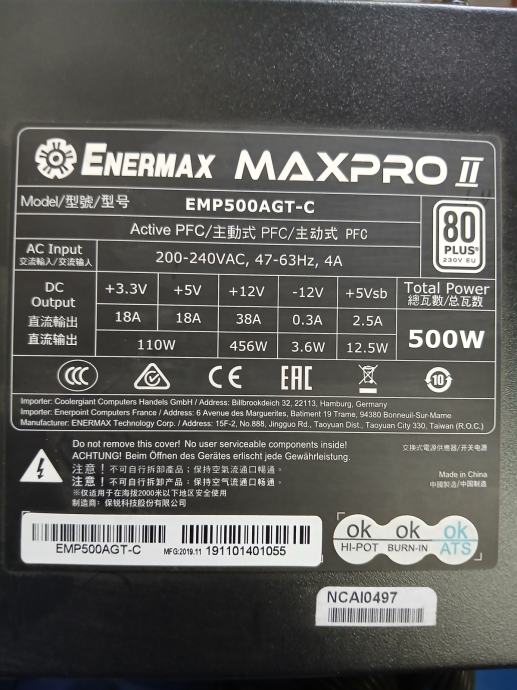 ENERMAX MAXPRO II
Model/型號/型号 EMP500AGT-C
Active PFC/主動式 PFC/主动式 PFC
80 PLUS
230V EU
AC Input
交流輸入/交流输入
200-240VAC, 47-63Hz, 4A
DC Output
直流輸出
直流输出
+3.3V +5V +12V -12V +5Vsb
18A 18A 38A 0.3A 2.5A
110W 456W 3.6W 12.5W
Total Power
總瓦數/总瓦数
500W
CCC CE EAC 10
Importer: Coolergiant Computers Handels GmbH / Address: Billbrookdeich 32, 22113, Hamburg, Germany
Importer: Enerpoint Computers France / Address: 6 Avenue des Marguerites, Batiment 19 Trame, 94380 Bonneuil-Sur-Marne
Manufacturer: ENERMAX Technology Corp. / Address: 15F-2, No.888, Jingguo Rd., Taoyuan Dist., Taoyuan City 330, Taiwan (R.O.C.)
Do not remove this cover! No user serviceable components inside!
ACHTUNG! Beim Öffnen des Gerätes erlischt jede Gewährleistung.
注意！不可自行拆卸產品；保持空氣流通口暢通。
注意！不可自行拆卸产品；保持空气流通口畅通。
※仅适用于在海拔2000米以下地区安全使用
制造商：保锐科技股份有限公司
交換式電源供應器/开关电源
Made in China
中國製造/中国制造
EMP500AGT-C MFG:2019.11 191101401055
ok ok ok
HI-POT BURN-IN ATS
NCAI0497